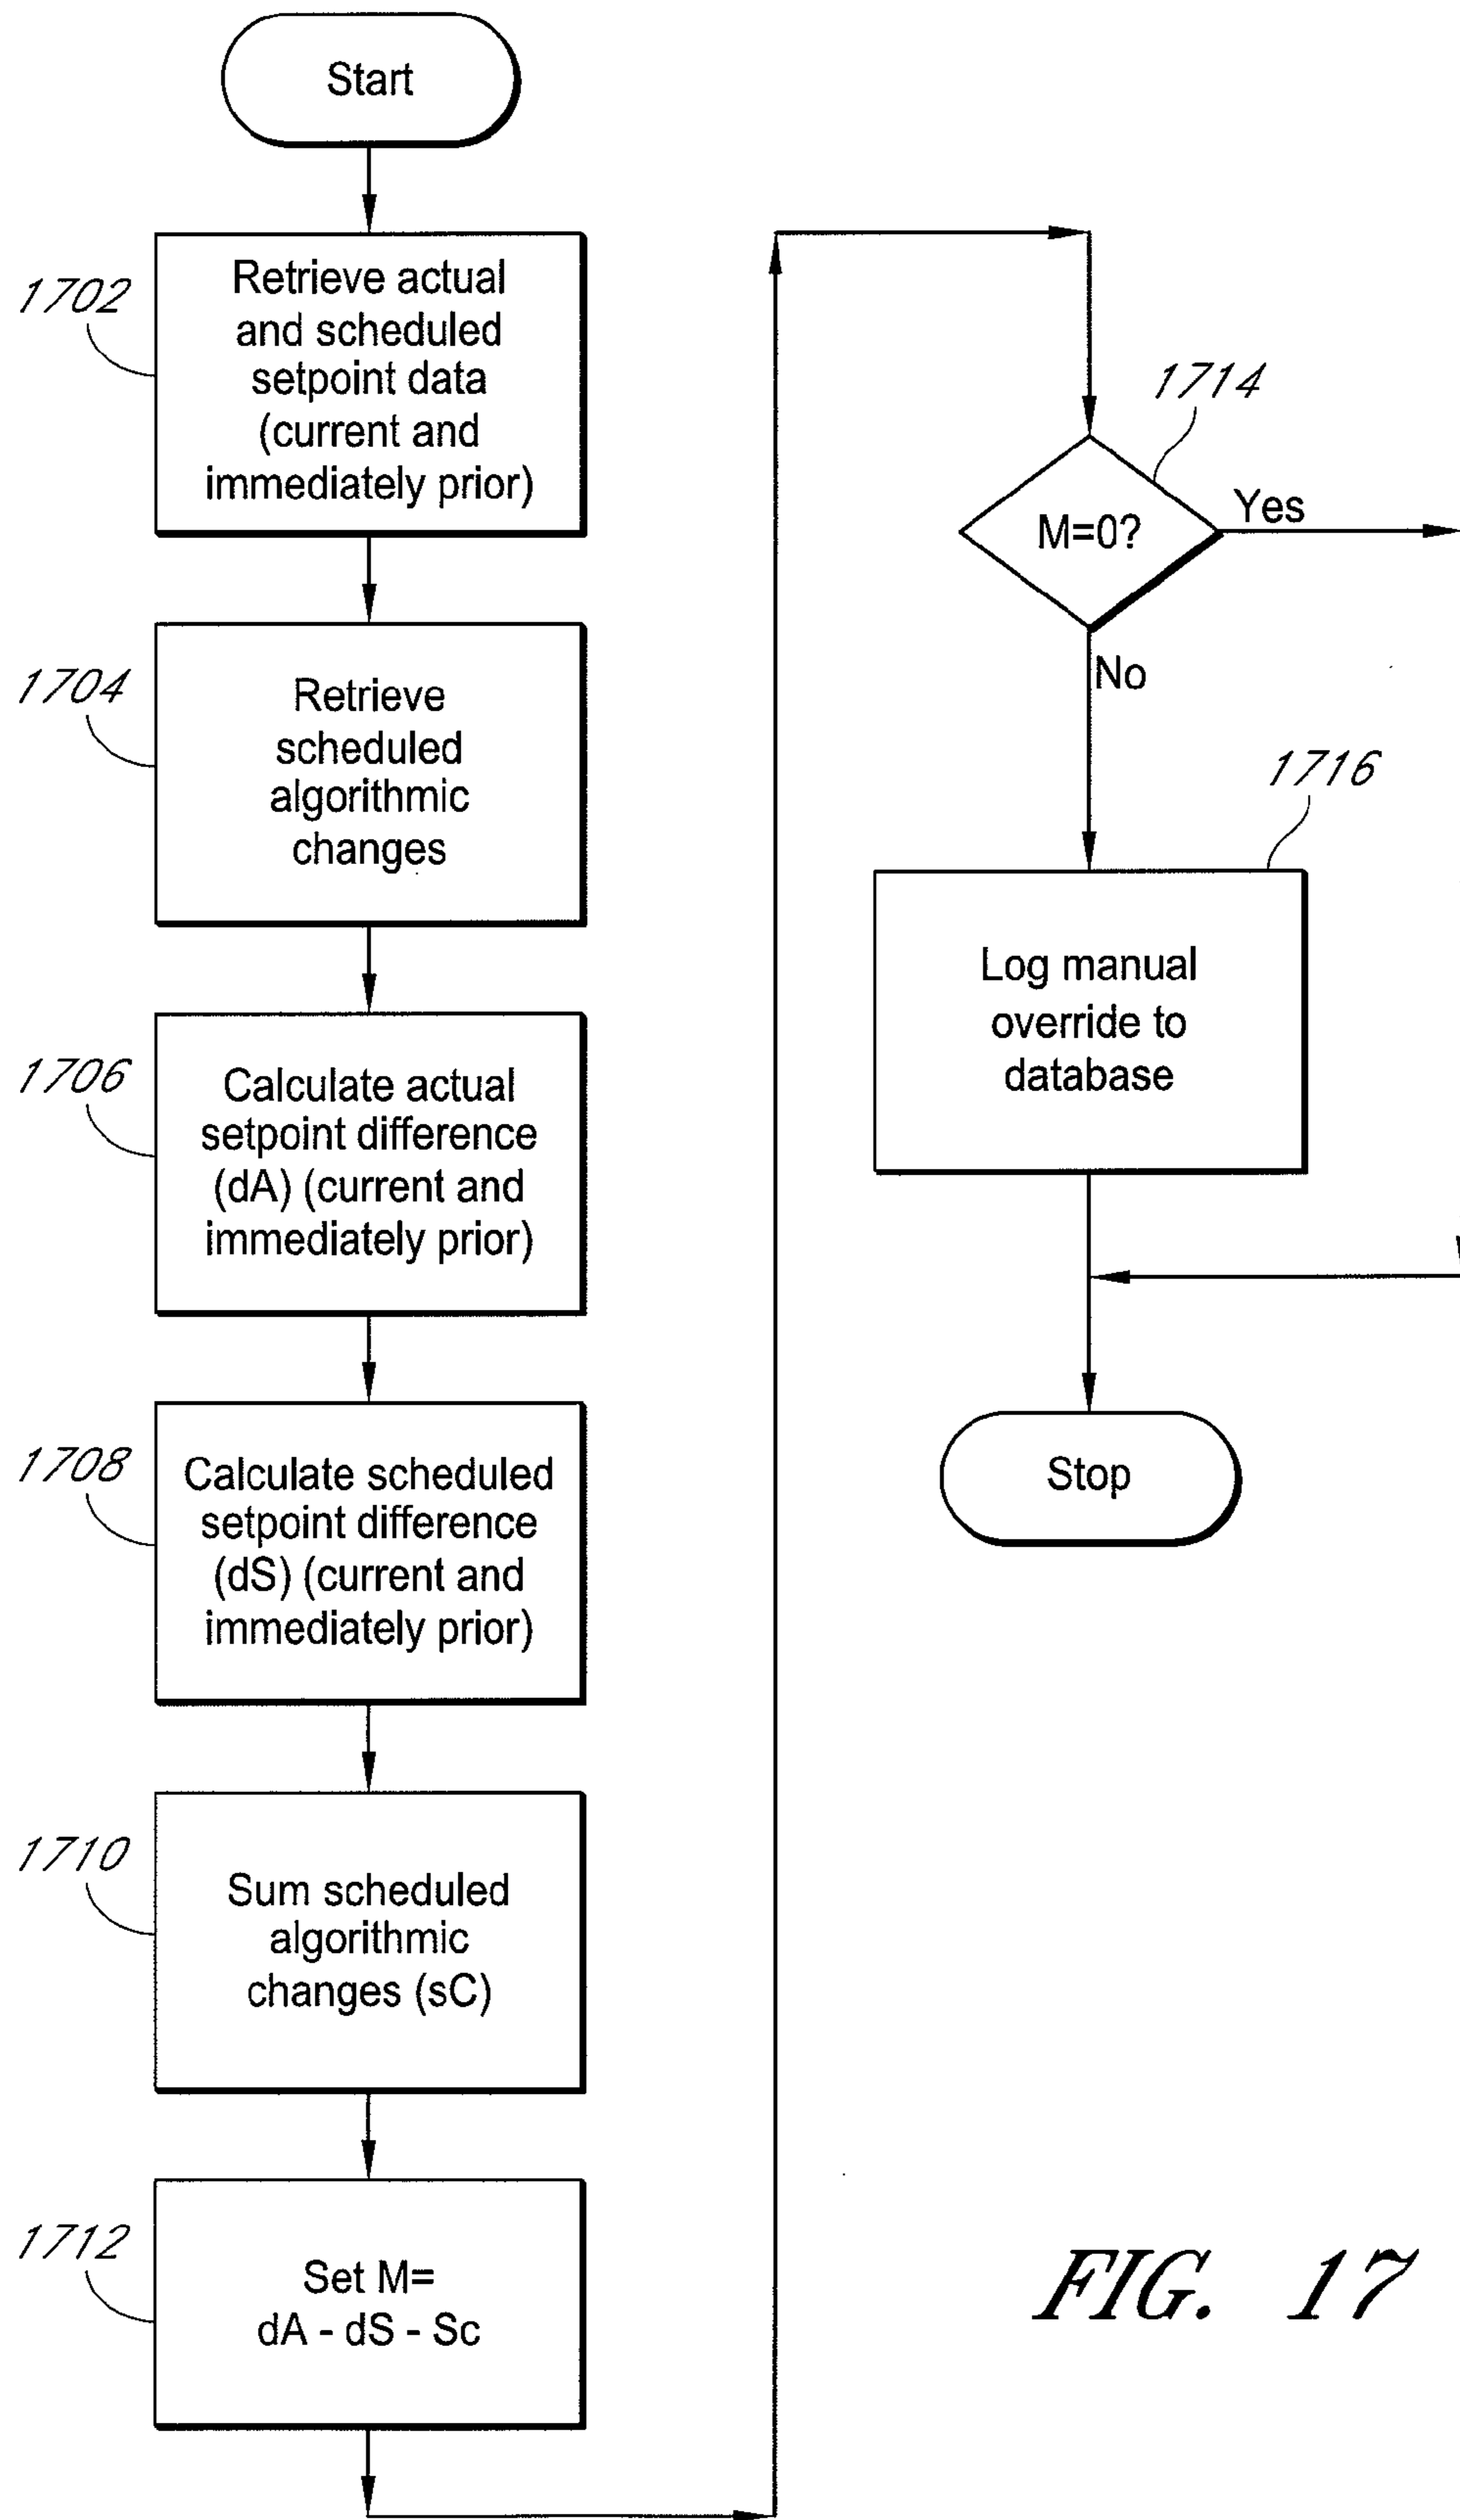 Start
1702
Retrieve actual
and scheduled
setpoint data
(current and
immediately prior)
1704
Retrieve
scheduled
algorithmic
changes
1706
Calculate actual
setpoint difference
(dA) (current and
immediately prior)
1708
Calculate scheduled
setpoint difference
(dS) (current and
immediately prior)
1710
Sum scheduled
algorithmic
changes (sC)
1712
Set M=
dA - dS - Sc
1714
M=0?
Yes
No
1716
Log manual
override to
database
Stop
FIG. 17